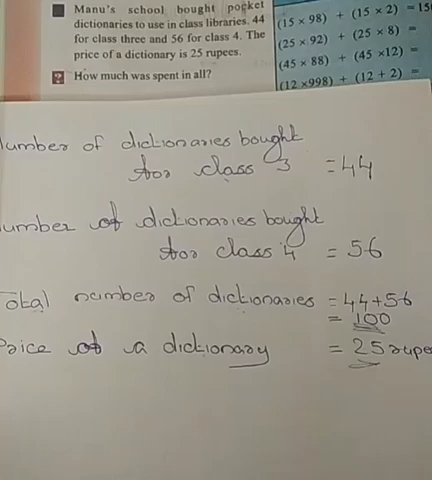 Manu's school bought pocket
dictionaries to use in class libraries. 44
for class three and 56 for class 4. The
price of a dictionary is 25 rupees.
? How much was spent in all?
(15 × 98) + (15 × 2) = 150
(25 × 92) + (25 × 8) =
(45 × 88) + (45 ×12) =
(12 ×998) + (12 + 2) =
umber of dictionaries bought
for class 3 = 44
umber of dictionaries bought
for class 4 = 56
Total number of dictionaries = 44+56
= 100
Price of a dictionary = 25 rupe